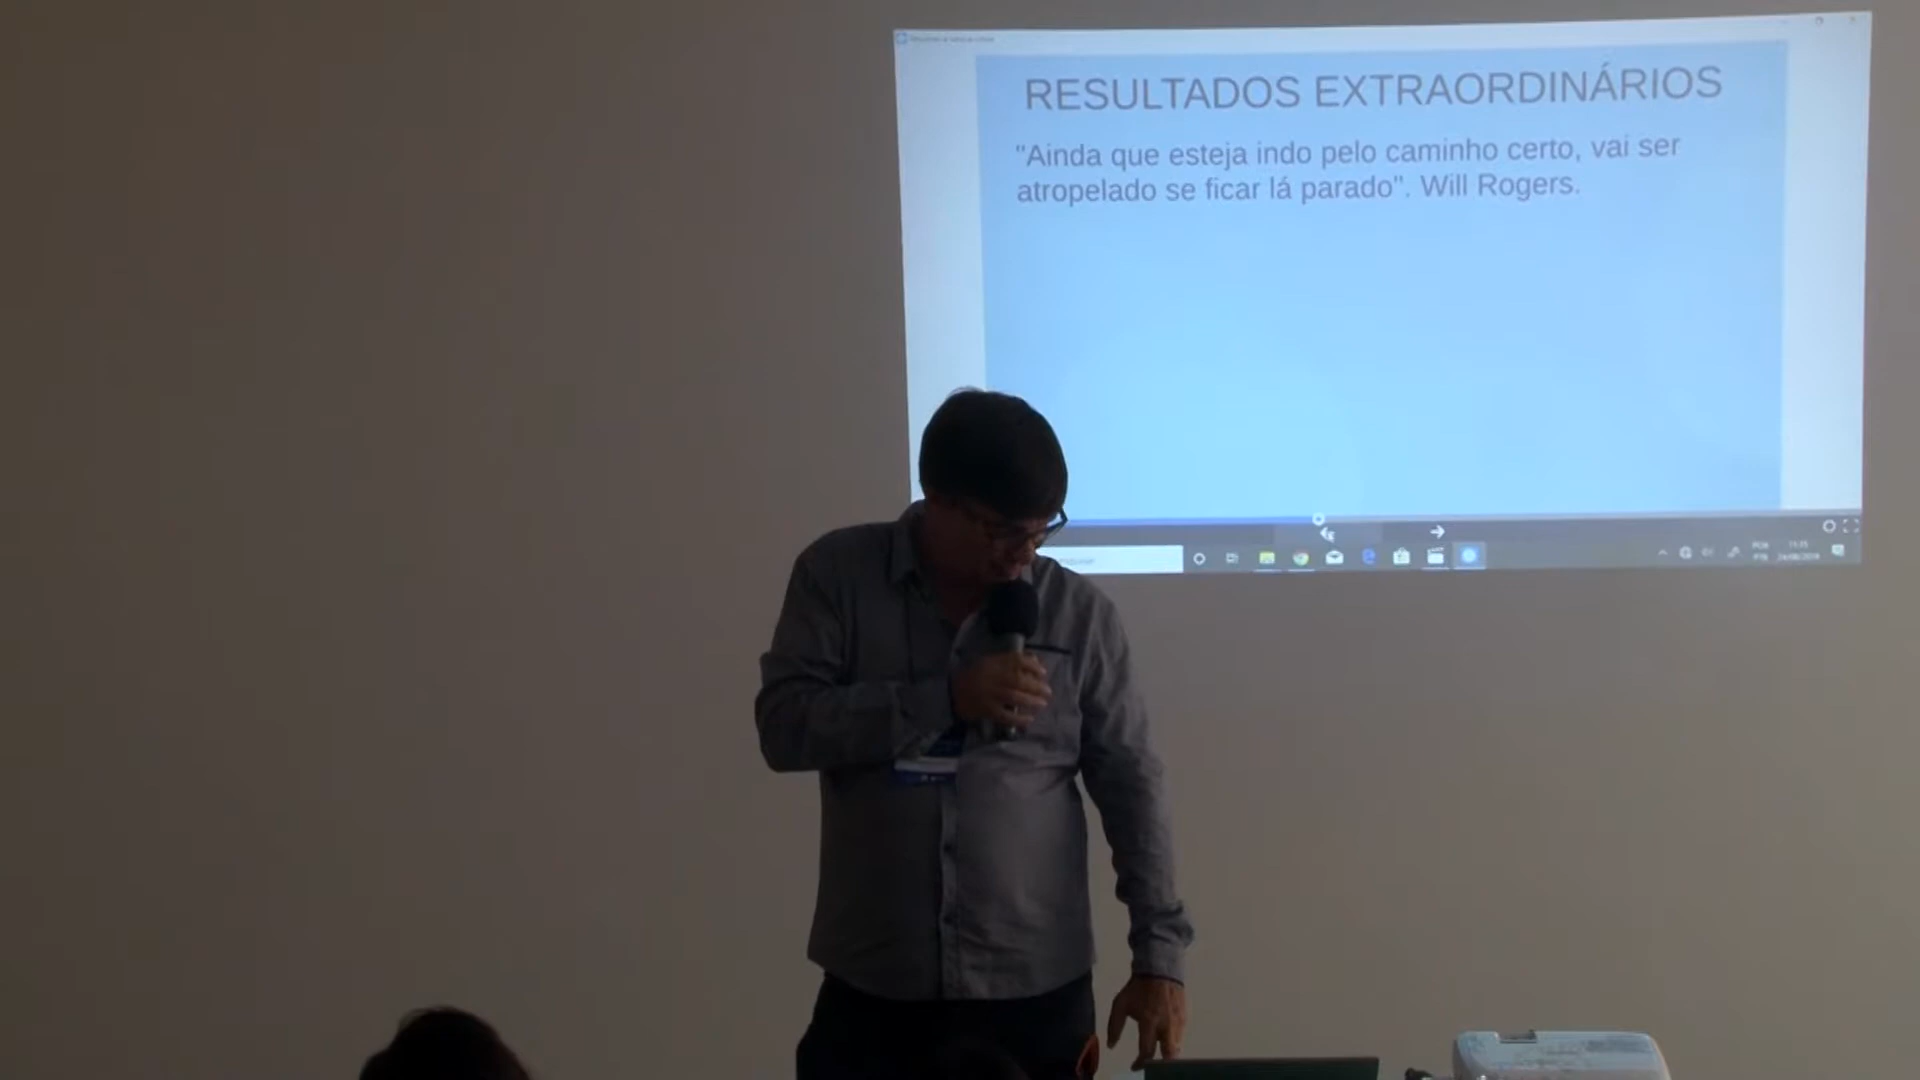 RESULTADOS EXTRAORDINÁRIOS
"Ainda que esteja indo pelo caminho certo, vai ser
atropelado se ficar lá parado". Will Rogers.